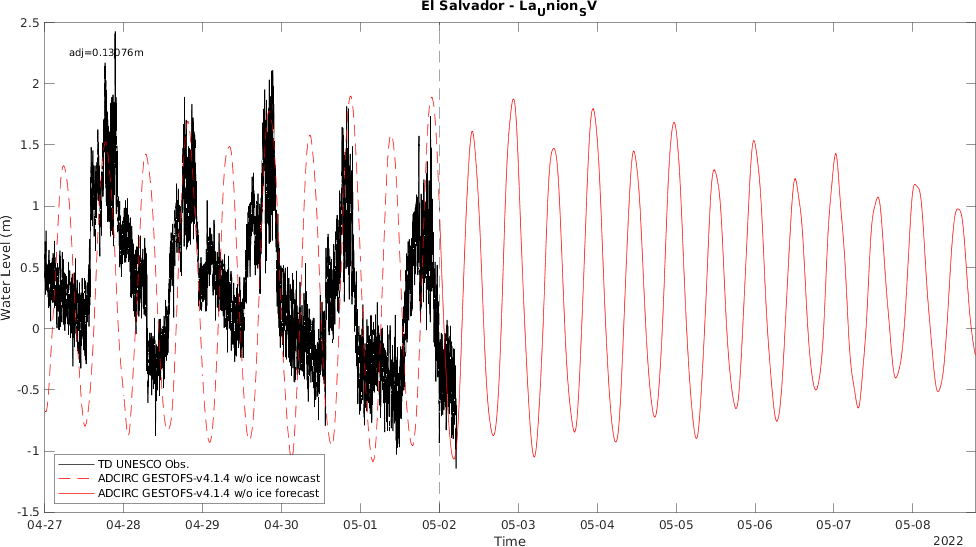 El Salvador - LaUnionSV
adj=0.13076m
2.5
2
1.5
1
0.5
0
-0.5
-1
-1.5
Water Level (m)
TD UNESCO Obs.
ADCIRC GESTOFS-v4.1.4 w/o ice nowcast
ADCIRC GESTOFS-v4.1.4 w/o ice forecast
04-27 04-28 04-29 04-30 05-01 05-02 05-03 05-04 05-05 05-06 05-07 05-08
Time
2022